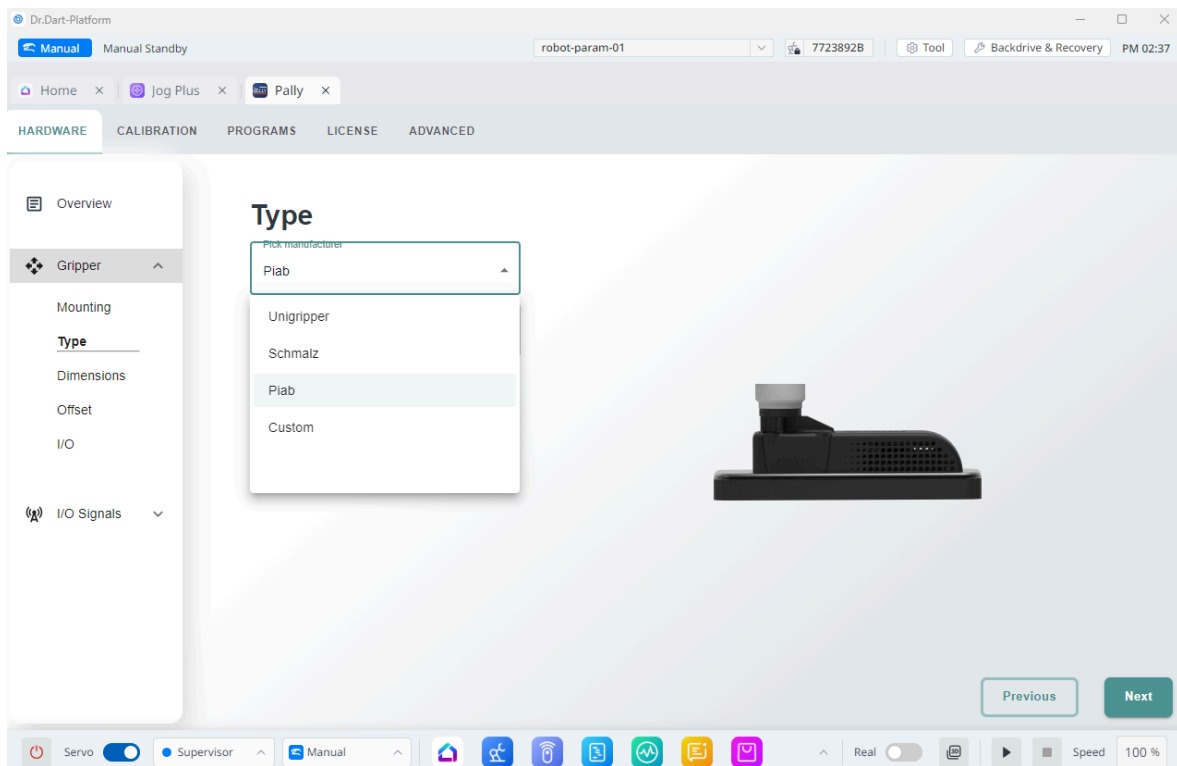 Dr.Dart-Platform
Manual Manual Standby robot-param-01 7723892B Tool Backdrive & Recovery PM 02:37
Home Jog Plus Pally
HARDWARE CALIBRATION PROGRAMS LICENSE ADVANCED
Overview
Gripper
Mounting
Type
Dimensions
Offset
I/O
I/O Signals
Type
Pick manufacturer
Piab
Unigripper
Schmalz
Piab
Custom
Previous Next
Servo Supervisor Manual Real 3D Speed 100 %